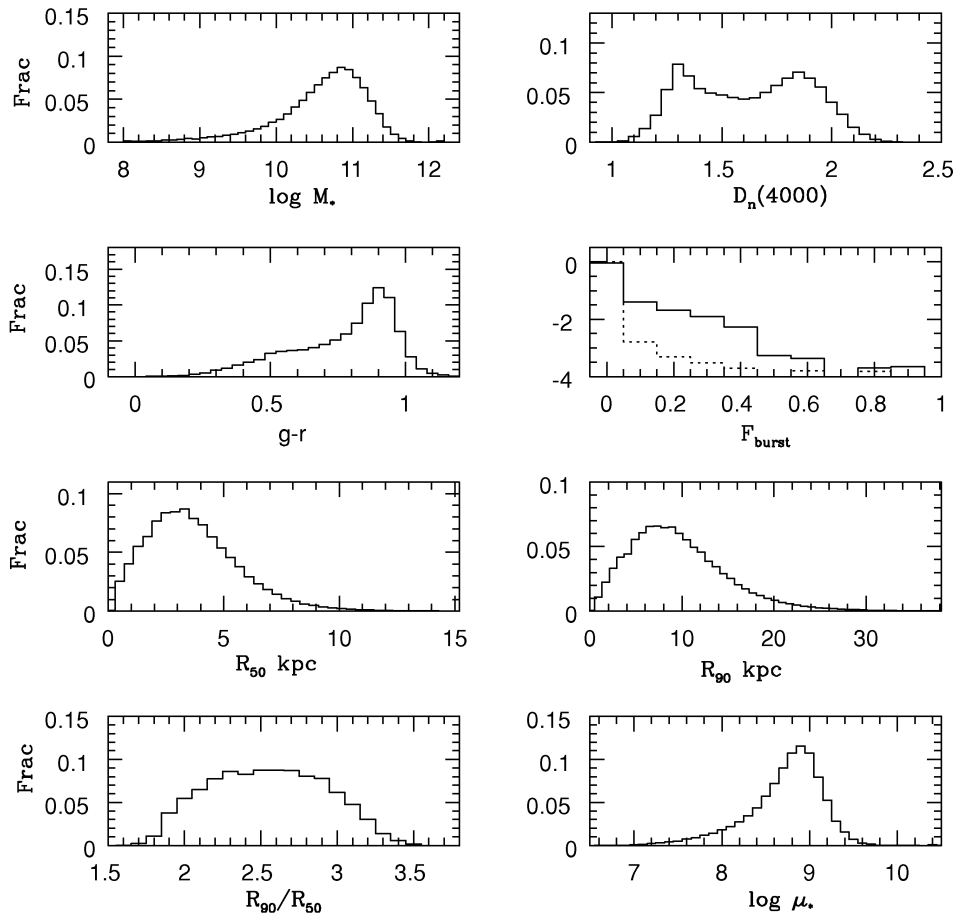 Frac
0.1
0.05
0
8 9 10 11 12
log M*
0.1
0.05
0
1 1.5 2 2.5
Dn(4000)
Frac
0.15
0.1
0.05
0
0 0.5 1
g-r
0
-2
-4
0 0.2 0.4 0.6 0.8 1
Fburst
Frac
0.1
0.05
0
0 5 10 15
R50 kpc
0.1
0.05
0
0 10 20 30
R90 kpc
Frac
0.15
0.1
0.05
0
1.5 2 2.5 3 3.5
R90/R50
0.15
0.1
0.05
0
7 8 9 10
log μ*